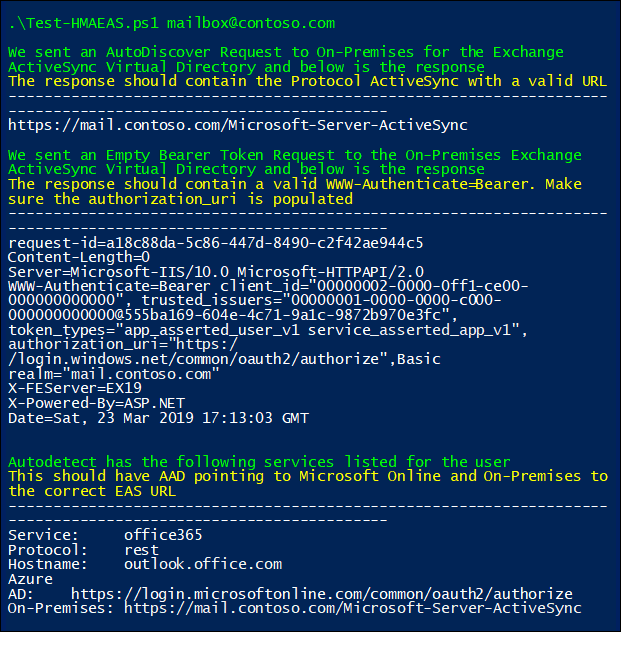 .\Test-HMAEAS.ps1 mailbox@contoso.com
We sent an AutoDiscover Request to On-Premises for the Exchange
ActiveSync Virtual Directory and below is the response
The response should contain the Protocol ActiveSync with a valid URL
--------------------------------------------------------------------
-------------------------------------------
https://mail.contoso.com/Microsoft-Server-ActiveSync
We sent an Empty Bearer Token Request to the On-Premises Exchange
ActiveSync Virtual Directory and below is the response
The response should contain a valid WWW-Authenticate=Bearer. Make
sure the authorization_uri is populated
--------------------------------------------------------------------
-------------------------------------------
request-id=a18c88da-5c86-447d-8490-c2f42ae944c5
Content-Length=0
Server=Microsoft-IIS/10.0 Microsoft-HTTPAPI/2.0
WWW-Authenticate=Bearer client_id="00000002-0000-0ff1-ce00-
000000000000", trusted_issuers="00000001-0000-0000-c000-
000000000000@555ba169-604e-4c71-9a1c-9872b970e3fc",
token_types="app_asserted_user_v1 service_asserted_app_v1",
authorization_uri="https:/
/login.windows.net/common/oauth2/authorize",Basic
realm="mail.contoso.com"
X-FEServer=EX19
X-Powered-By=ASP.NET
Date=Sat, 23 Mar 2019 17:13:03 GMT
Autodetect has the following services listed for the user
This should have AAD pointing to Microsoft Online and On-Premises to
the correct EAS URL
--------------------------------------------------------------------
-------------------------------------------
Service: office365
Protocol: rest
Hostname: outlook.office.com
Azure
AD: https://login.microsoftonline.com/common/oauth2/authorize
On-Premises: https://mail.contoso.com/Microsoft-Server-ActiveSync